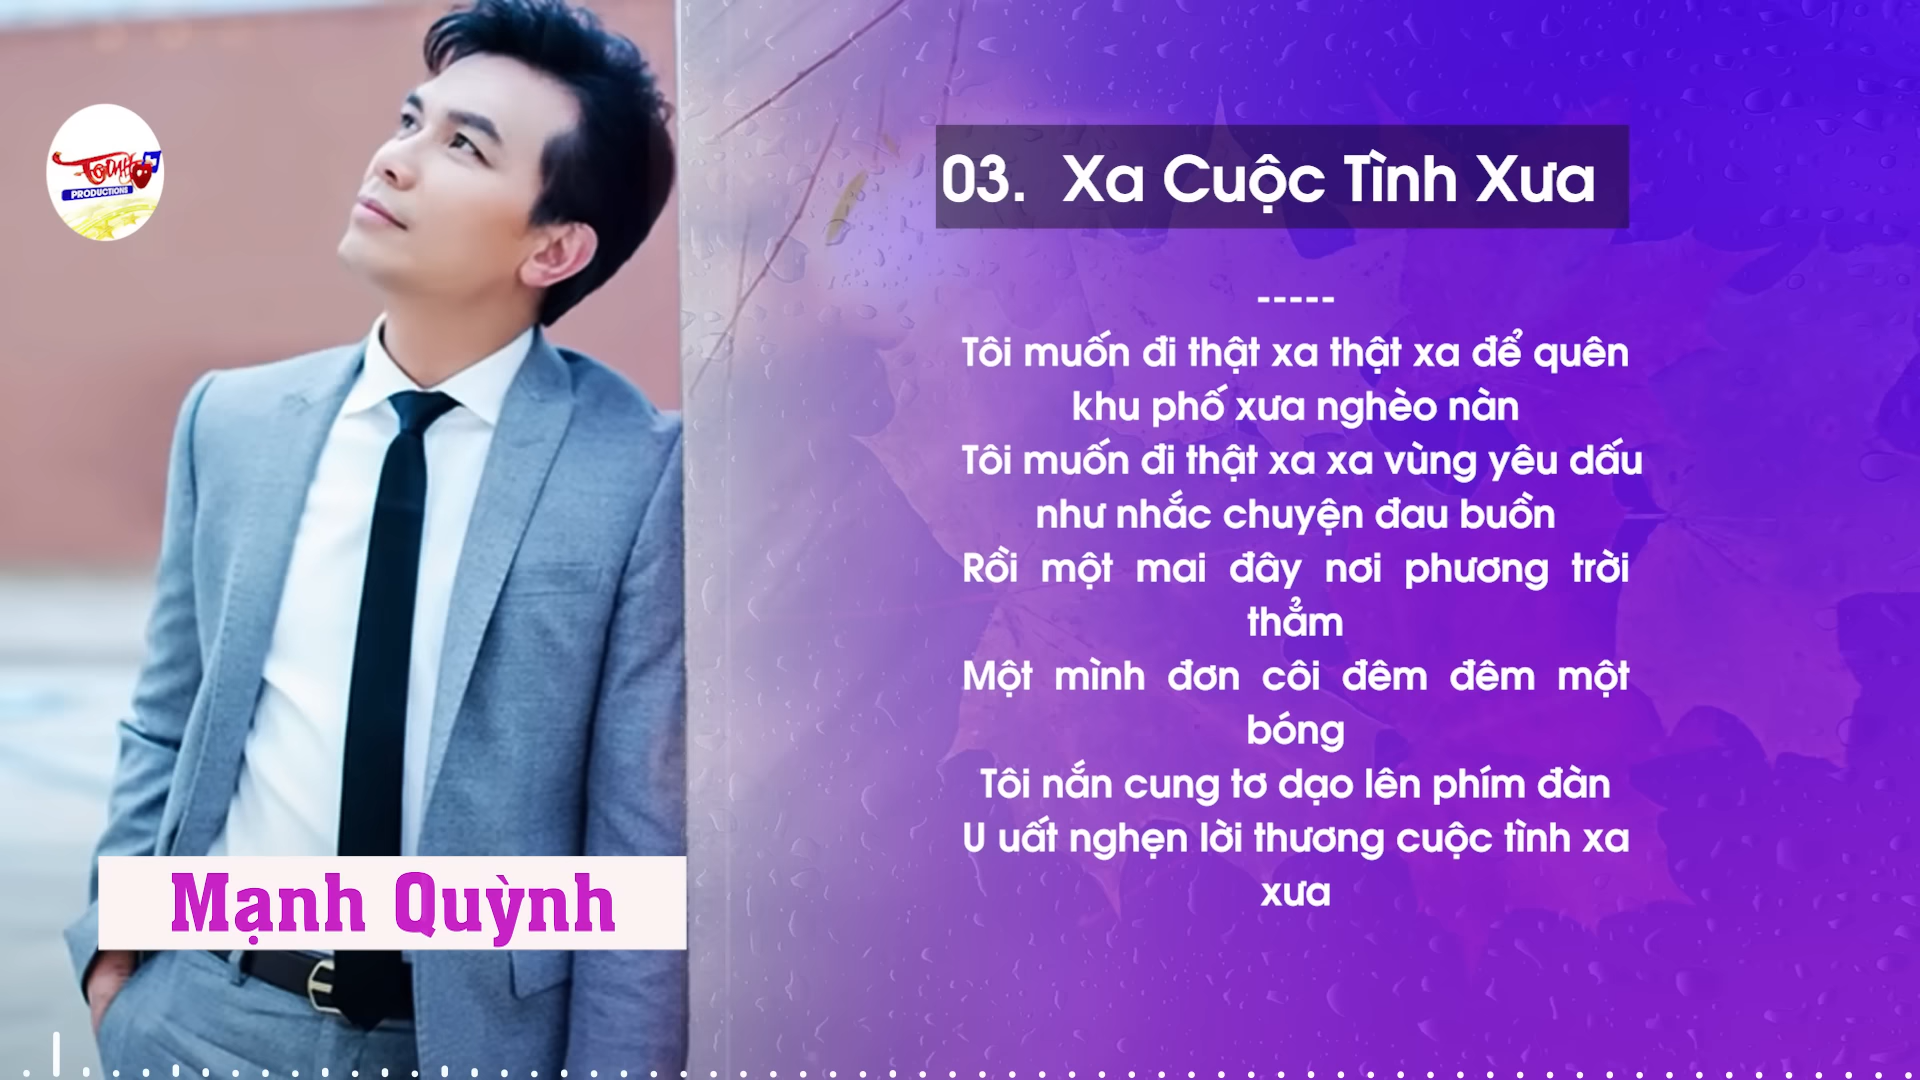 TODAH
PRODUCTIONS
03. Xa Cuộc Tình Xưa
-----
Tôi muốn đi thật xa thật xa để quên
khu phố xưa nghèo nàn
Tôi muốn đi thật xa xa vùng yêu dấu
như nhắc chuyện đau buồn
Rồi một mai đây nơi phương trời
thẳm
Một mình đơn côi đêm đêm một
bóng
Tôi nắn cung tơ dạo lên phím đàn
U uất nghẹn lời thương cuộc tình xa
xưa
Mạnh Quỳnh